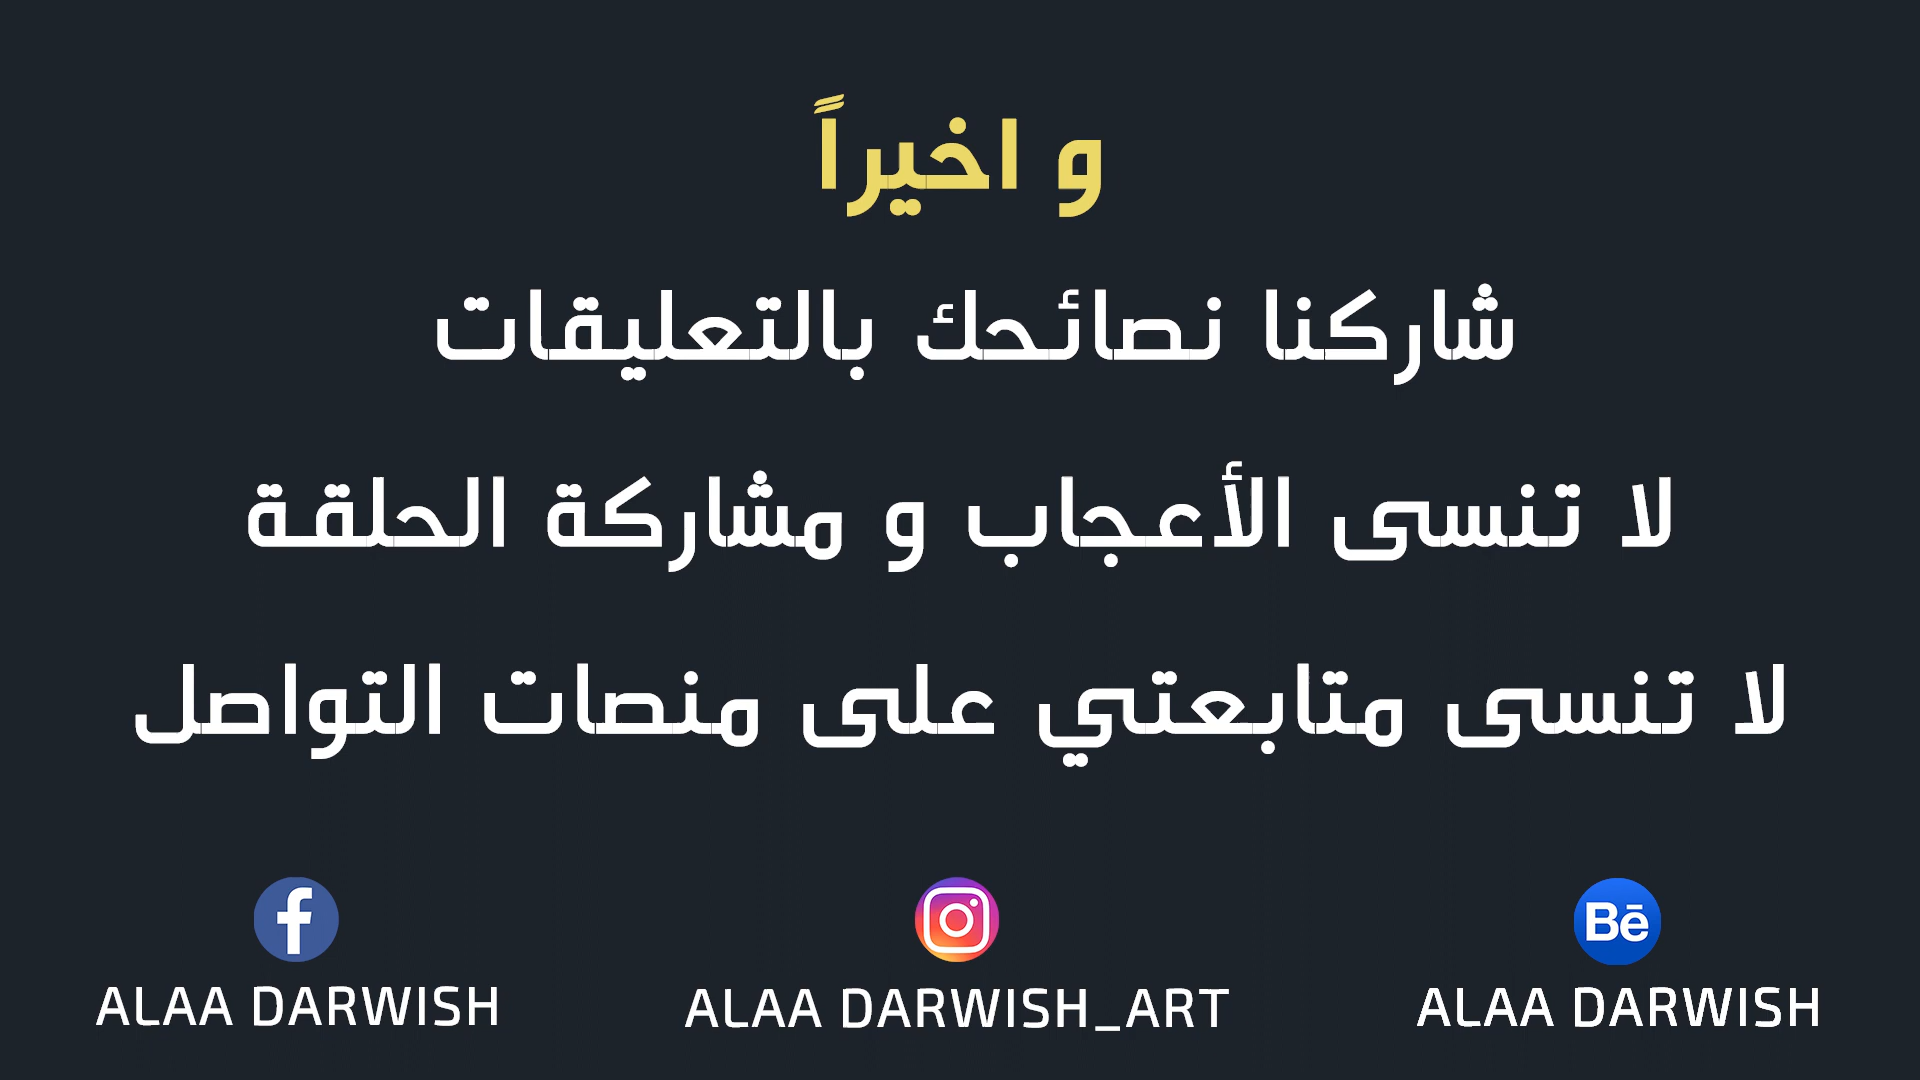 و اخيراً
شاركنا نصائحك بالتعليقات
لا تنسى الأعجاب و مشاركة الحلقة
لا تنسى متابعتي على منصات التواصل
f
Bē
ALAA DARWISH
ALAA DARWISH_ART
ALAA DARWISH